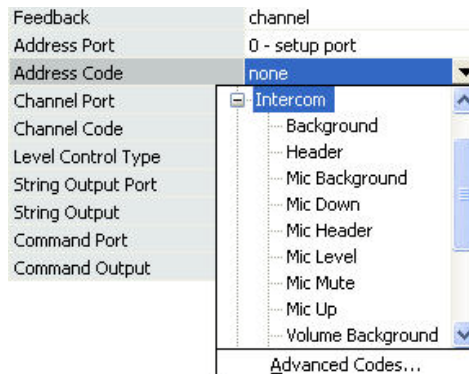 Feedback channel
Address Port 0 - setup port
Address Code none
Channel Port
Channel Code
Level Control Type
String Output Port
String Output
Command Port
Command Output
Intercom
Background
Header
Mic Background
Mic Down
Mic Header
Mic Level
Mic Mute
Mic Up
Volume Background
Advanced Codes...